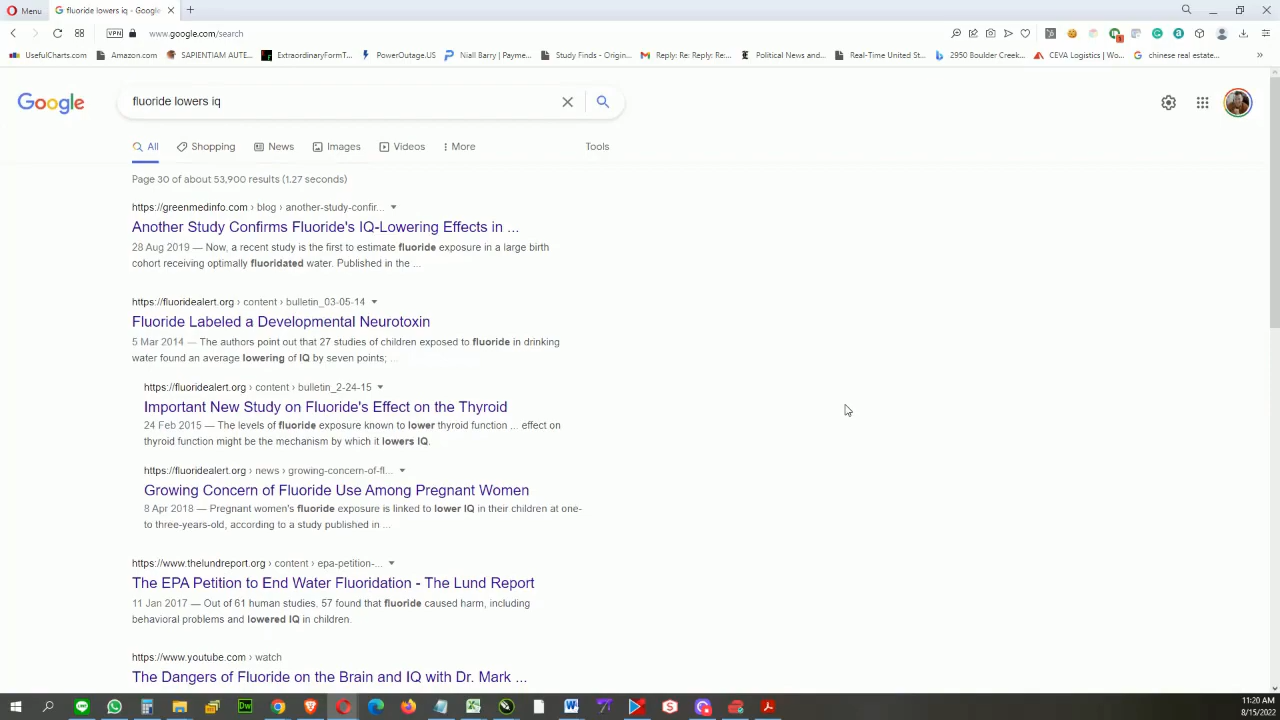 Menu
fluoride lowers iq - Google
VPN
www.google.com/search
UsefulCharts.com
Amazon.com
SAPIENTIAM AUTE...
ExtraordinaryFormT...
PowerOutage.US
Niall Barry | Payme...
Study Finds - Origin...
Reply: Re: Reply: Re:...
Political News and...
Real-Time United St...
2950 Boulder Creek...
CEVA Logistics | Wo...
chinese real estate...
Google
fluoride lowers iq
All
Shopping
News
Images
Videos
More
Tools
Page 30 of about 53,900 results (1.27 seconds)
https://greenmedinfo.com › blog › another-study-confir...
Another Study Confirms Fluoride's IQ-Lowering Effects in ...
28 Aug 2019 — Now, a recent study is the first to estimate fluoride exposure in a large birth
cohort receiving optimally fluoridated water. Published in the ...
https://fluoridealert.org › content › bulletin_03-05-14
Fluoride Labeled a Developmental Neurotoxin
5 Mar 2014 — The authors point out that 27 studies of children exposed to fluoride in drinking
water found an average lowering of IQ by seven points; ...
https://fluoridealert.org › content › bulletin_2-24-15
Important New Study on Fluoride's Effect on the Thyroid
24 Feb 2015 — The levels of fluoride exposure known to lower thyroid function ... effect on
thyroid function might be the mechanism by which it lowers IQ.
https://fluoridealert.org › news › growing-concern-of-fl...
Growing Concern of Fluoride Use Among Pregnant Women
8 Apr 2018 — Pregnant women's fluoride exposure is linked to lower IQ in their children at one-
to three-years-old, according to a study published in ...
https://www.thelundreport.org › content › epa-petition-...
The EPA Petition to End Water Fluoridation - The Lund Report
11 Jan 2017 — Out of 61 human studies, 57 found that fluoride caused harm, including
behavioral problems and lowered IQ in children.
https://www.youtube.com › watch
The Dangers of Fluoride on the Brain and IQ with Dr. Mark ...
11:20 AM
8/15/2022